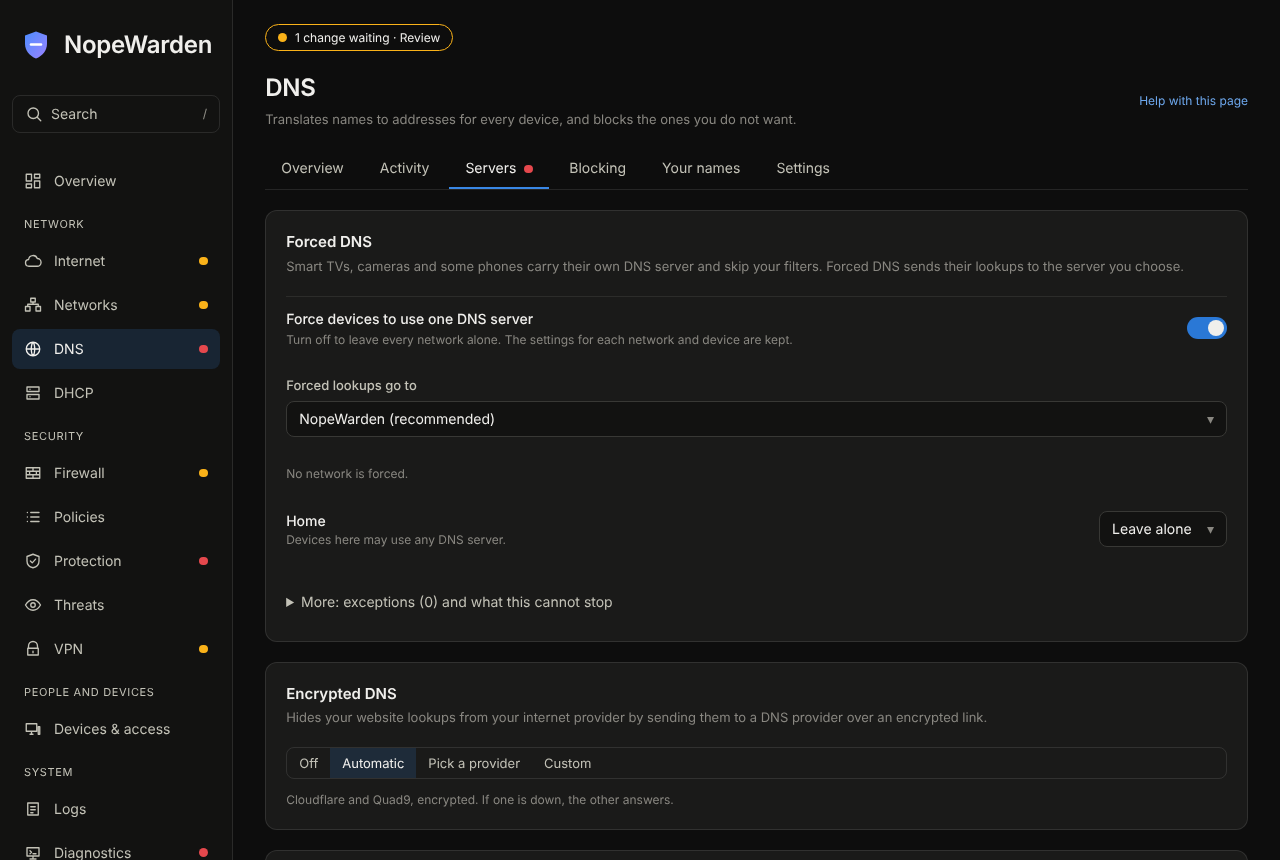 NopeWarden
Search /
Overview
NETWORK
Internet
Networks
DNS
DHCP
SECURITY
Firewall
Policies
Protection
Threats
VPN
PEOPLE AND DEVICES
Devices & access
SYSTEM
Logs
Diagnostics
1 change waiting · Review
DNS
Help with this page
Translates names to addresses for every device, and blocks the ones you do not want.
Overview Activity Servers Blocking Your names Settings
Forced DNS
Smart TVs, cameras and some phones carry their own DNS server and skip your filters. Forced DNS sends their lookups to the server you choose.
Force devices to use one DNS server
Turn off to leave every network alone. The settings for each network and device are kept.
Forced lookups go to
NopeWarden (recommended)
No network is forced.
Home
Devices here may use any DNS server.
Leave alone
More: exceptions (0) and what this cannot stop
Encrypted DNS
Hides your website lookups from your internet provider by sending them to a DNS provider over an encrypted link.
Off Automatic Pick a provider Custom
Cloudflare and Quad9, encrypted. If one is down, the other answers.